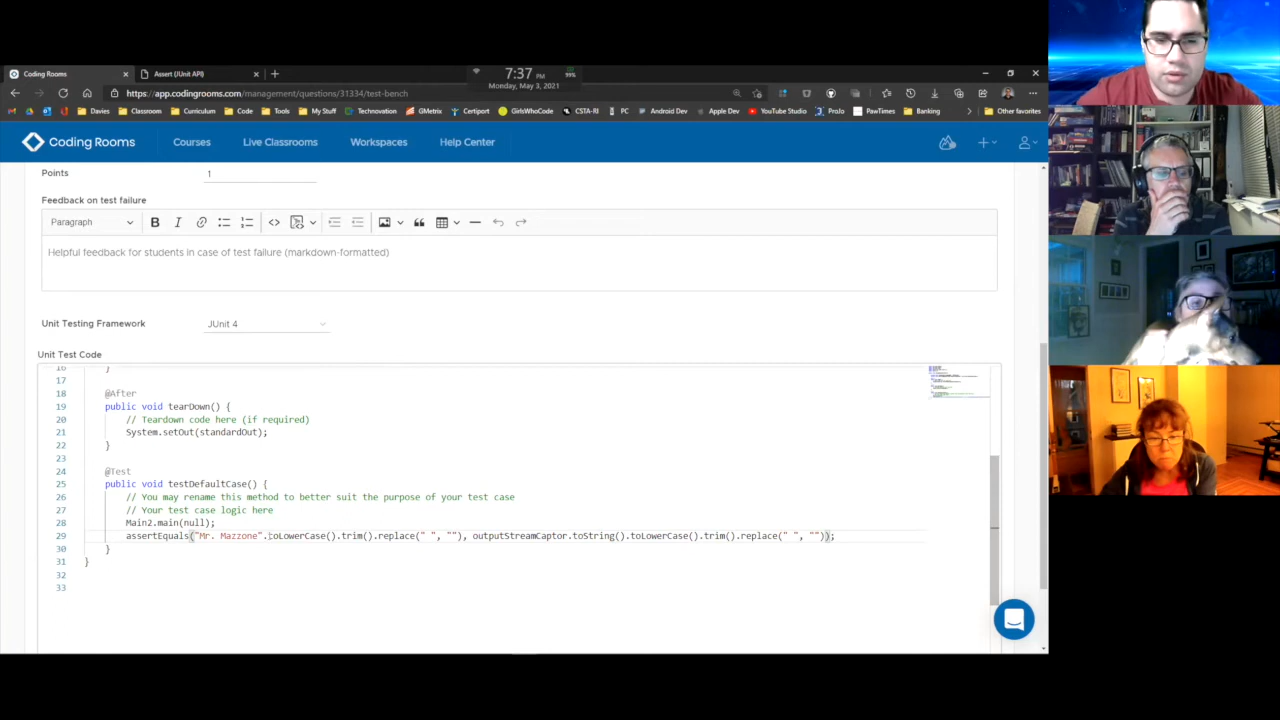 Coding Rooms
Assert (JUnit API)
7:37 PM
99%
Monday, May 3, 2021
https://app.codingrooms.com/management/questions/31334/test-bench
Davies Classroom Curriculum Code Tools My Stuff Technovation GMetrix Certiport GirlsWhoCode CSTA-RI PC Android Dev Apple Dev YouTube Studio ProJo PawTimes Banking Other favorites
Coding Rooms Courses Live Classrooms Workspaces Help Center
Points 1
Feedback on test failure
Paragraph
Helpful feedback for students in case of test failure (markdown-formatted)
Unit Testing Framework JUnit 4
Unit Test Code
16 }
17
18 @After
19 public void tearDown() {
20 // Teardown code here (if required)
21 System.setOut(standardOut);
22 }
23
24 @Test
25 public void testDefaultCase() {
26 // You may rename this method to better suit the purpose of your test case
27 // Your test case logic here
28 Main2.main(null);
29 assertEquals("Mr. Mazzone".toLowerCase().trim().replace(" ", ""), outputStreamCaptor.toString().toLowerCase().trim().replace(" ", ""));
30 }
31 }
32
33